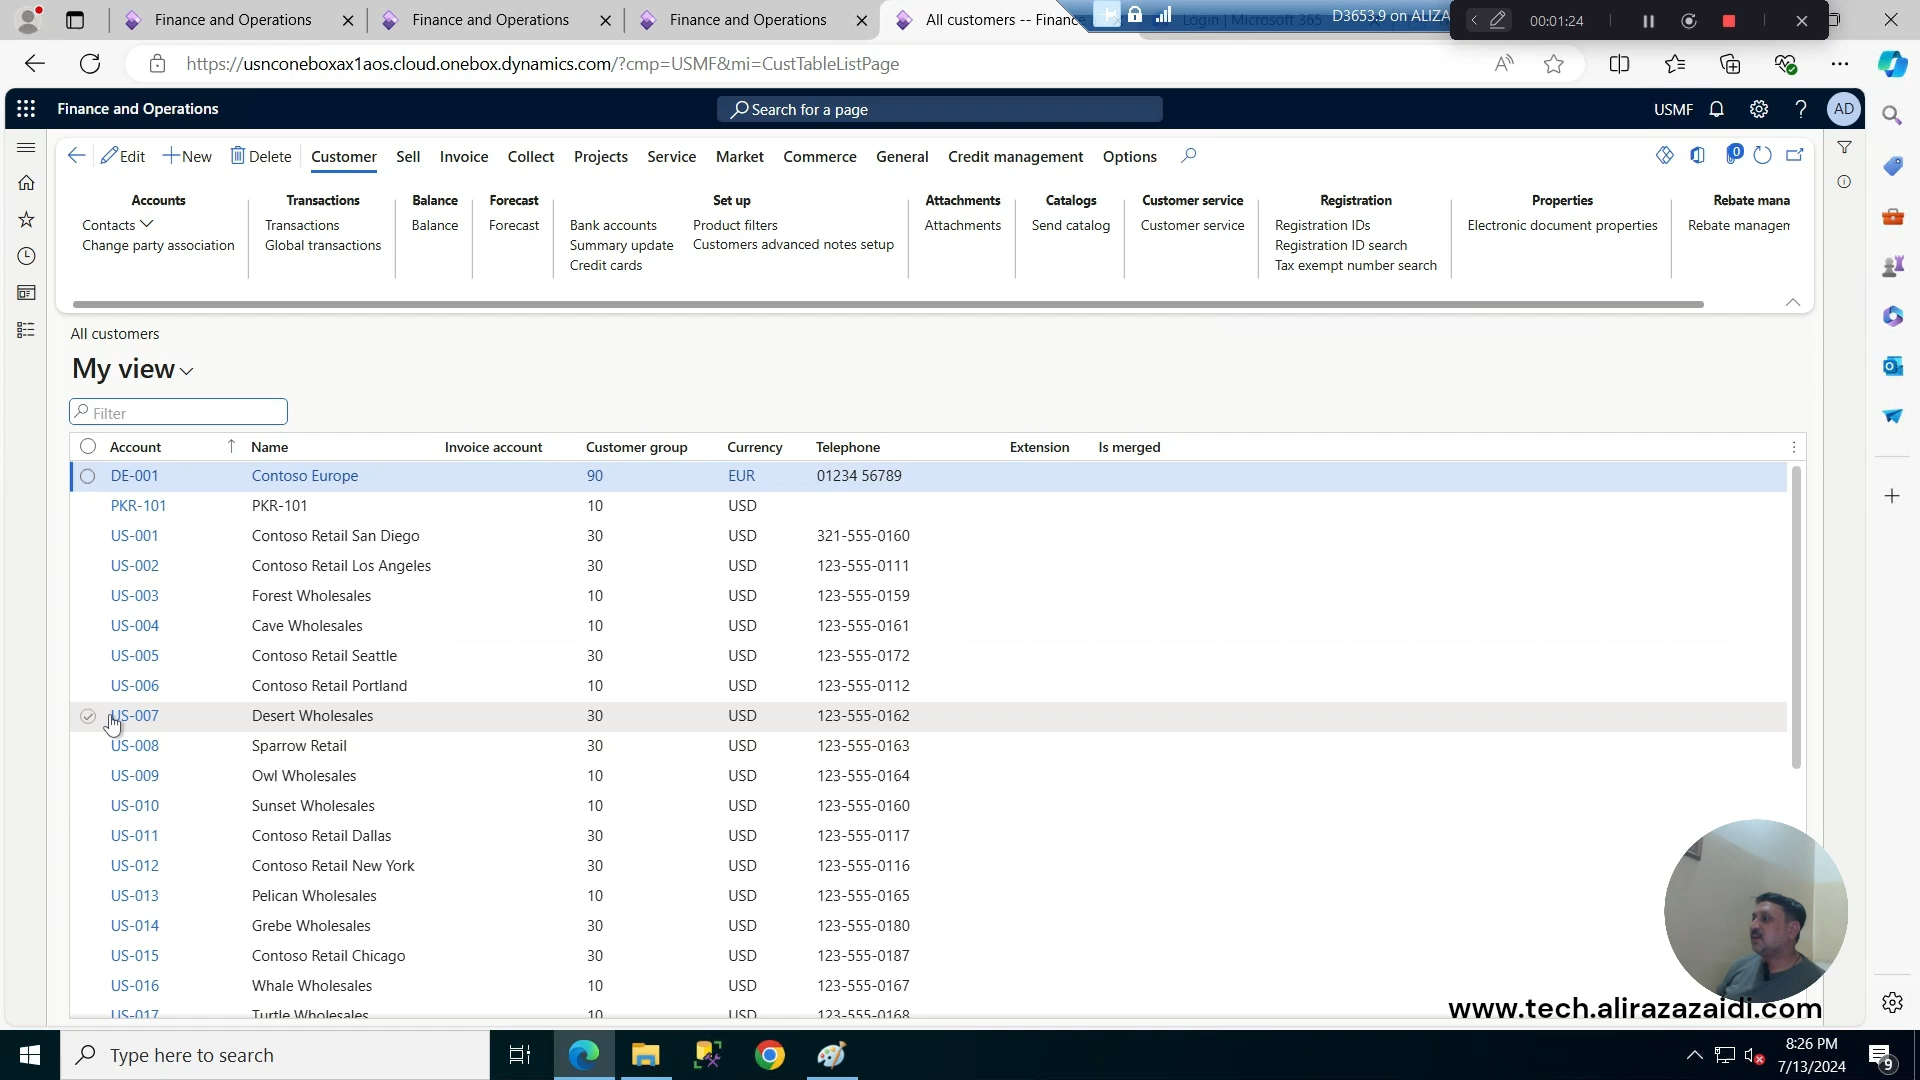 Finance and Operations
Finance and Operations
Finance and Operations
All customers -- Finance
Login | Microsoft 365
D3653.9 on ALIZA
00:01:24
https://usnconeboxax1aos.cloud.onebox.dynamics.com/?cmp=USMF&mi=CustTableListPage
Finance and Operations
Search for a page
USMF
AD
Edit
New
Delete
Customer
Sell
Invoice
Collect
Projects
Service
Market
Commerce
General
Credit management
Options
0
Accounts
Contacts
Change party association
Transactions
Transactions
Global transactions
Balance
Balance
Forecast
Forecast
Set up
Bank accounts
Summary update
Credit cards
Product filters
Customers advanced notes setup
Attachments
Attachments
Catalogs
Send catalog
Customer service
Customer service
Registration
Registration IDs
Registration ID search
Tax exempt number search
Properties
Electronic document properties
Rebate mana
Rebate managem
All customers
My view
Filter
Account Name Invoice account Customer group Currency Telephone Extension Is merged
DE-001 Contoso Europe 90 EUR 01234 56789
PKR-101 PKR-101 10 USD
US-001 Contoso Retail San Diego 30 USD 321-555-0160
US-002 Contoso Retail Los Angeles 30 USD 123-555-0111
US-003 Forest Wholesales 10 USD 123-555-0159
US-004 Cave Wholesales 10 USD 123-555-0161
US-005 Contoso Retail Seattle 30 USD 123-555-0172
US-006 Contoso Retail Portland 10 USD 123-555-0112
US-007 Desert Wholesales 30 USD 123-555-0162
US-008 Sparrow Retail 30 USD 123-555-0163
US-009 Owl Wholesales 10 USD 123-555-0164
US-010 Sunset Wholesales 10 USD 123-555-0160
US-011 Contoso Retail Dallas 30 USD 123-555-0117
US-012 Contoso Retail New York 30 USD 123-555-0116
US-013 Pelican Wholesales 10 USD 123-555-0165
US-014 Grebe Wholesales 30 USD 123-555-0180
US-015 Contoso Retail Chicago 30 USD 123-555-0187
US-016 Whale Wholesales 10 USD 123-555-0167
US-017 Turtle Wholesales 10 USD 123-555-0168
www.tech.alirazazaidi.com
Type here to search
8:26 PM
7/13/2024
9